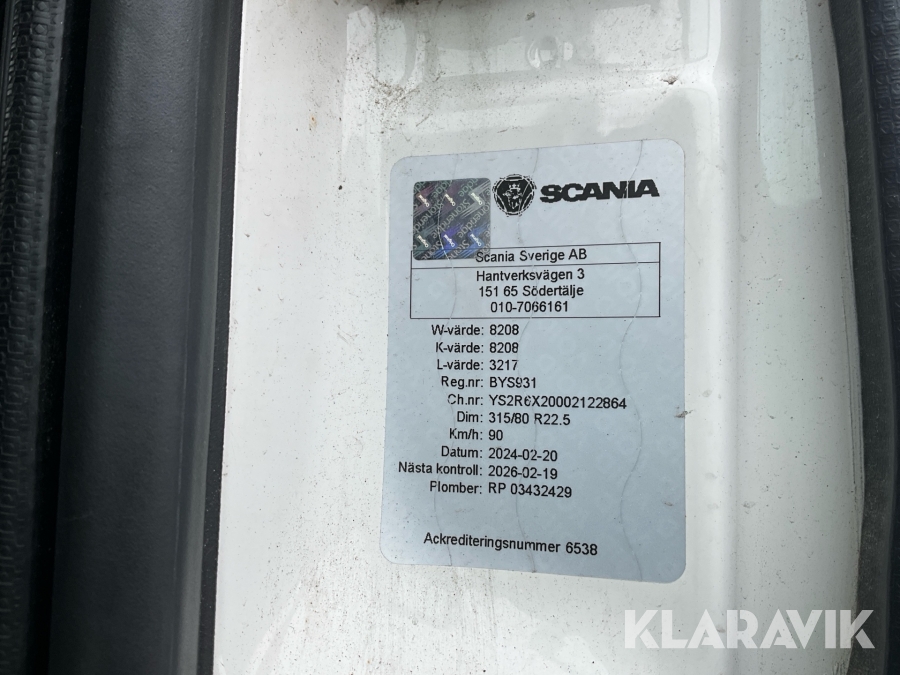 SCANIA
Scania Sverige AB
Hantverksvägen 3
151 65 Södertälje
010-7066161
W-värde: 8208
K-värde: 8208
L-värde: 3217
Reg.nr: BYS931
Ch.nr: YS2R6X20002122864
Dim: 315/80 R22.5
Km/h: 90
Datum: 2024-02-20
Nästa kontroll: 2026-02-19
Plomber: RP 03432429
Ackrediteringsnummer 6538
KLARAVIK